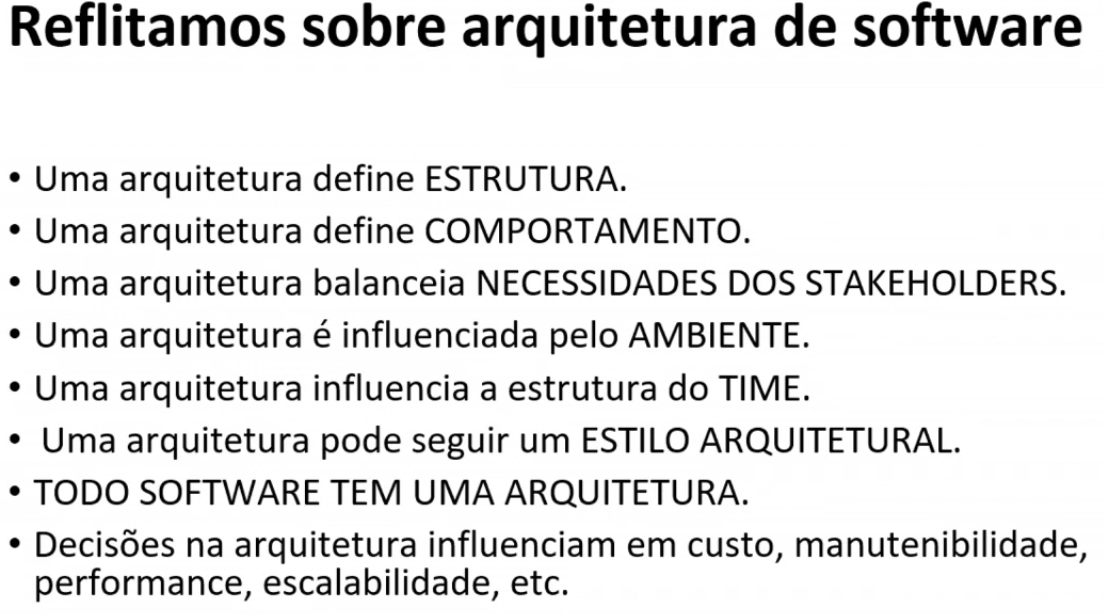 Reflitamos sobre arquitetura de software
• Uma arquitetura define ESTRUTURA.
• Uma arquitetura define COMPORTAMENTO.
• Uma arquitetura balanceia NECESSIDADES DOS STAKEHOLDERS.
• Uma arquitetura é influenciada pelo AMBIENTE.
• Uma arquitetura influencia a estrutura do TIME.
• Uma arquitetura pode seguir um ESTILO ARQUITETURAL.
• TODO SOFTWARE TEM UMA ARQUITETURA.
• Decisões na arquitetura influenciam em custo, manutenibilidade,
performance, escalabilidade, etc.